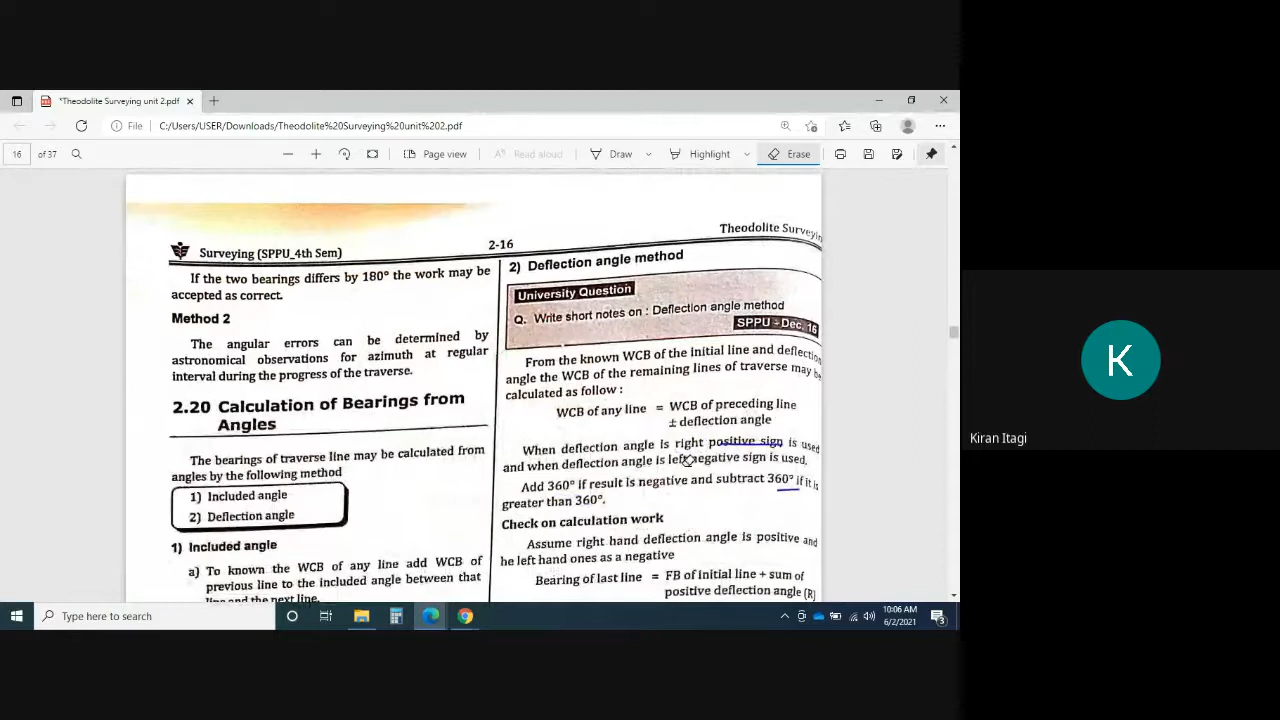 *Theodolite Surveying unit 2.pdf
File
C:/Users/USER/Downloads/Theodolite%20Surveying%20unit%202.pdf
16 of 37
Page view
Read aloud
Draw
Highlight
Erase
Surveying (SPPU_4th Sem)
2-16
Theodolite Surveyin
If the two bearings differs by 180° the work may be
accepted as correct.
Method 2
The angular errors can be determined by
astronomical observations for azimuth at regular
interval during the progress of the traverse.
2.20 Calculation of Bearings from
Angles
The bearings of traverse line may be calculated from
angles by the following method
1) Included angle
2) Deflection angle
1) Included angle
a) To known the WCB of any line add WCB of
previous line to the included angle between that
line and the next line.
2) Deflection angle method
University Question
Q. Write short notes on : Deflection angle method
SPPU - Dec. 16
From the known WCB of the initial line and deflection
angle the WCB of the remaining lines of traverse may be
calculated as follow :
WCB of any line = WCB of preceding line
± deflection angle
When deflection angle is right positive sign is used
and when deflection angle is left negative sign is used.
Add 360° if result is negative and subtract 360° if it is
greater than 360°.
Check on calculation work
Assume right hand deflection angle is positive and
he left hand ones as a negative
Bearing of last line = FB of initial line + sum of
positive deflection angle (R)
Type here to search
10:06 AM
6/2/2021
3
K
Kiran Itagi